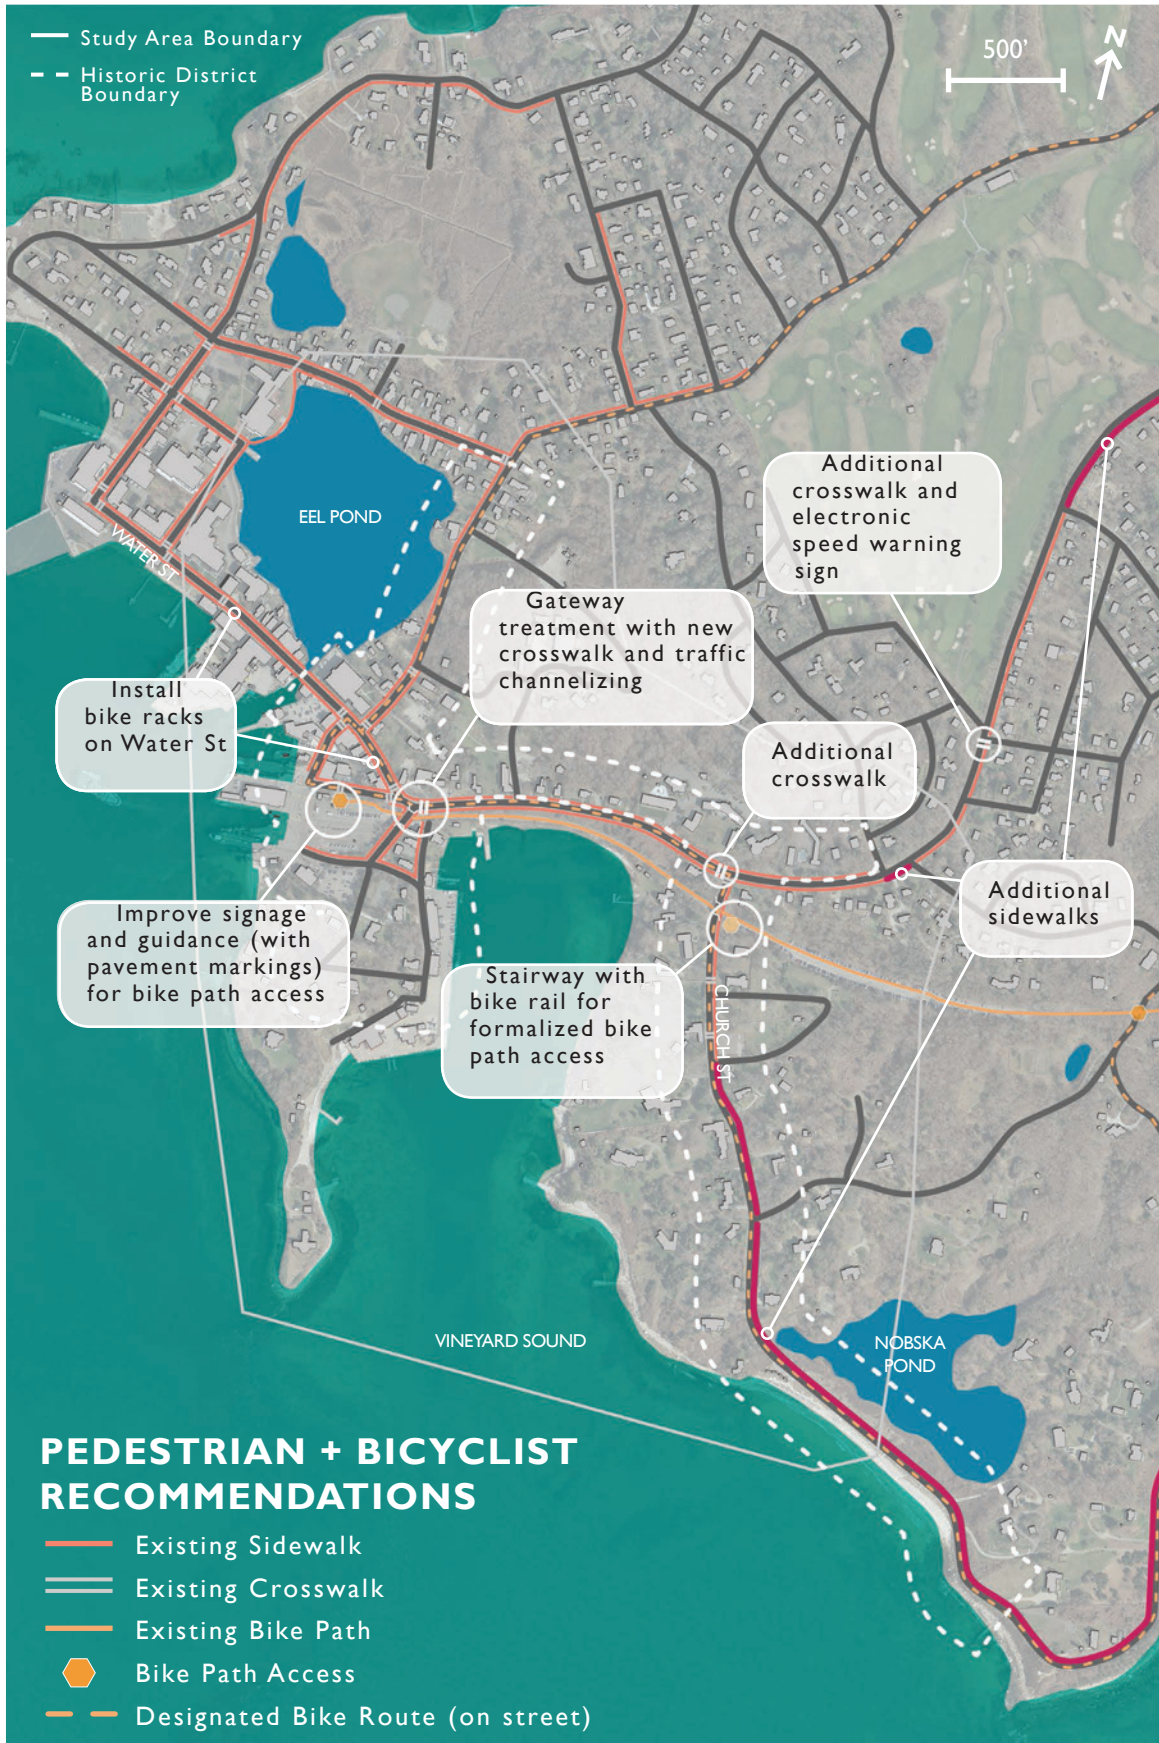 Study Area Boundary
Historic District
Boundary
500'
N
EEL POND
WATER ST
Additional
crosswalk and
electronic
speed warning
sign
Gateway
treatment with new
crosswalk and traffic
channelizing
Install
bike racks
on Water St
Additional
crosswalk
Additional
sidewalks
Improve signage
and guidance (with
pavement markings)
for bike path access
Stairway with
bike rail for
formalized bike
path access
CHURCH ST
VINEYARD SOUND
NOBSKA
POND
PEDESTRIAN + BICYCLIST
RECOMMENDATIONS
Existing Sidewalk
Existing Crosswalk
Existing Bike Path
Bike Path Access
Designated Bike Route (on street)